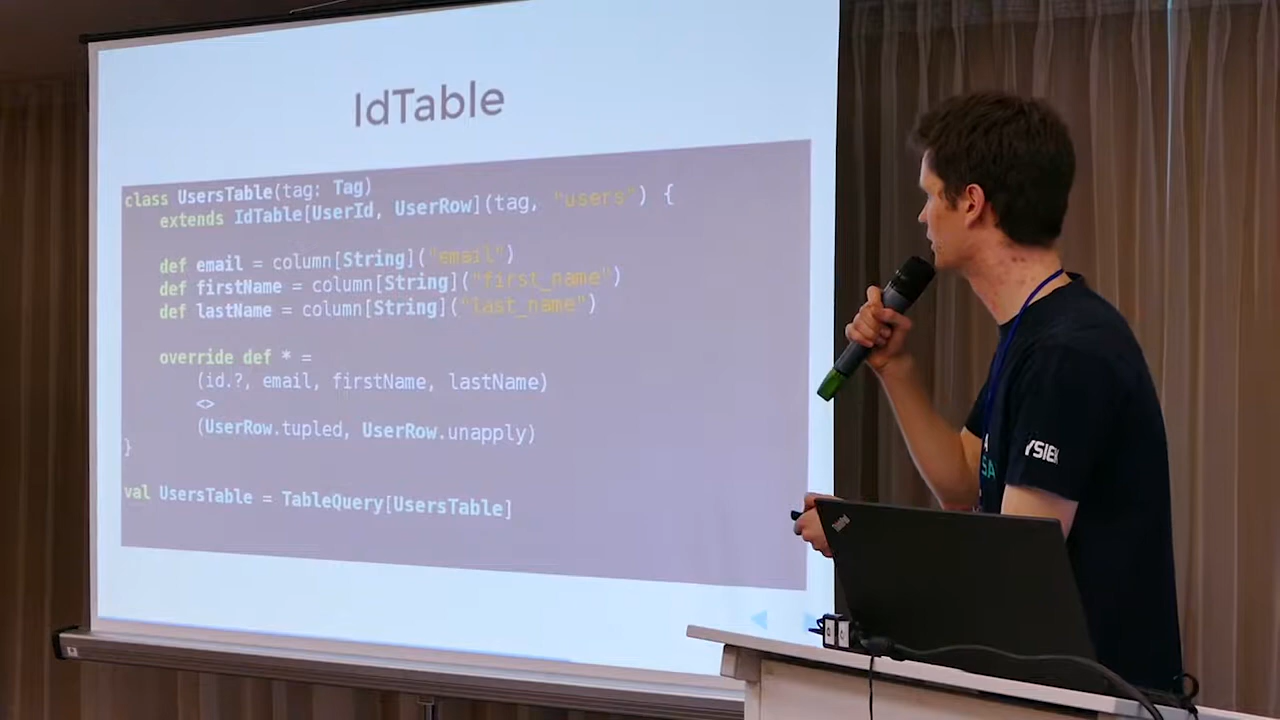 IdTable
class UsersTable(tag: Tag)
    extends IdTable[UserId, UserRow](tag, "users") {
    def email = column[String]("email")
    def firstName = column[String]("first_name")
    def lastName = column[String]("last_name")
    override def * =
        (id.?, email, firstName, lastName)
        <>
        (UserRow.tupled, UserRow.unapply)
}
val UsersTable = TableQuery[UsersTable]
ThinkPad